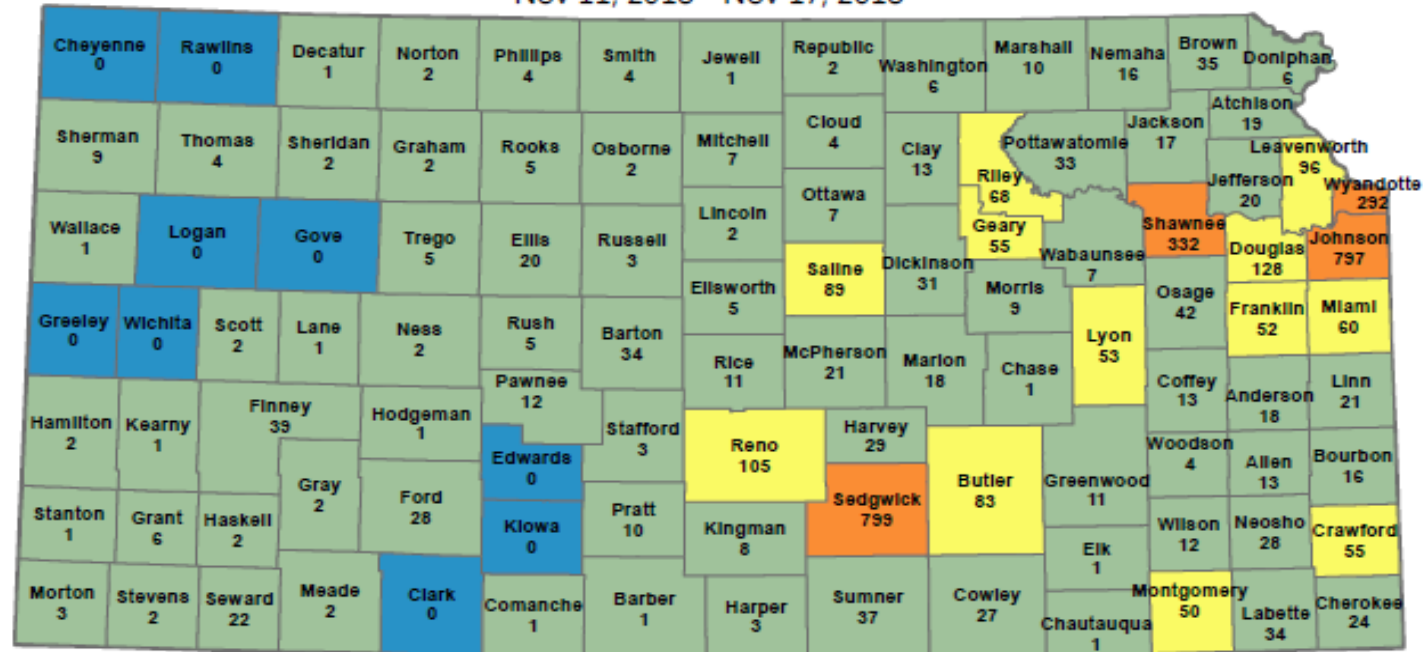 Nov 11, - Nov 17,
Cheyenne
0
Rawlins
0
Decatur
1
Norton
2
Phillips
4
Smith
4
Jewell
1
Republic
2
Washington
6
Marshall
10
Nemaha
16
Brown
35
Doniphan
6
Sherman
9
Thomas
4
Sheridan
2
Graham
2
Rooks
5
Osborne
2
Mitchell
7
Cloud
4
Clay
13
Riley
68
Pottawatomie
33
Jackson
17
Atchison
19
Jefferson
20
Leavenworth
96
Wyandotte
292
Wallace
1
Logan
0
Gove
0
Trego
5
Ellis
20
Russell
3
Lincoln
2
Ottawa
7
Saline
89
Dickinson
31
Geary
55
Wabaunsee
7
Shawnee
332
Douglas
128
Johnson
797
Greeley
0
Wichita
0
Scott
2
Lane
1
Ness
2
Rush
5
Barton
34
Ellsworth
5
Rice
11
McPherson
21
Marion
18
Morris
9
Chase
1
Lyon
53
Osage
42
Franklin
52
Miami
60
Hamilton
2
Kearny
1
Finney
39
Hodgeman
1
Pawnee
12
Stafford
3
Reno
105
Harvey
29
Butler
83
Greenwood
11
Coffey
13
Anderson
18
Linn
21
Gray
2
Ford
28
Edwards
0
Kiowa
0
Pratt
10
Kingman
8
Sedgwick
799
Woodson
4
Allen
13
Bourbon
16
Stanton
1
Grant
6
Haskell
2
Elk
1
Wilson
12
Neosho
28
Crawford
55
Morton
3
Stevens
2
Seward
22
Meade
2
Clark
0
Comanche
1
Barber
1
Harper
3
Sumner
37
Cowley
27
Chautauqua
1
Montgomery
50
Labette
34
Cherokee
24